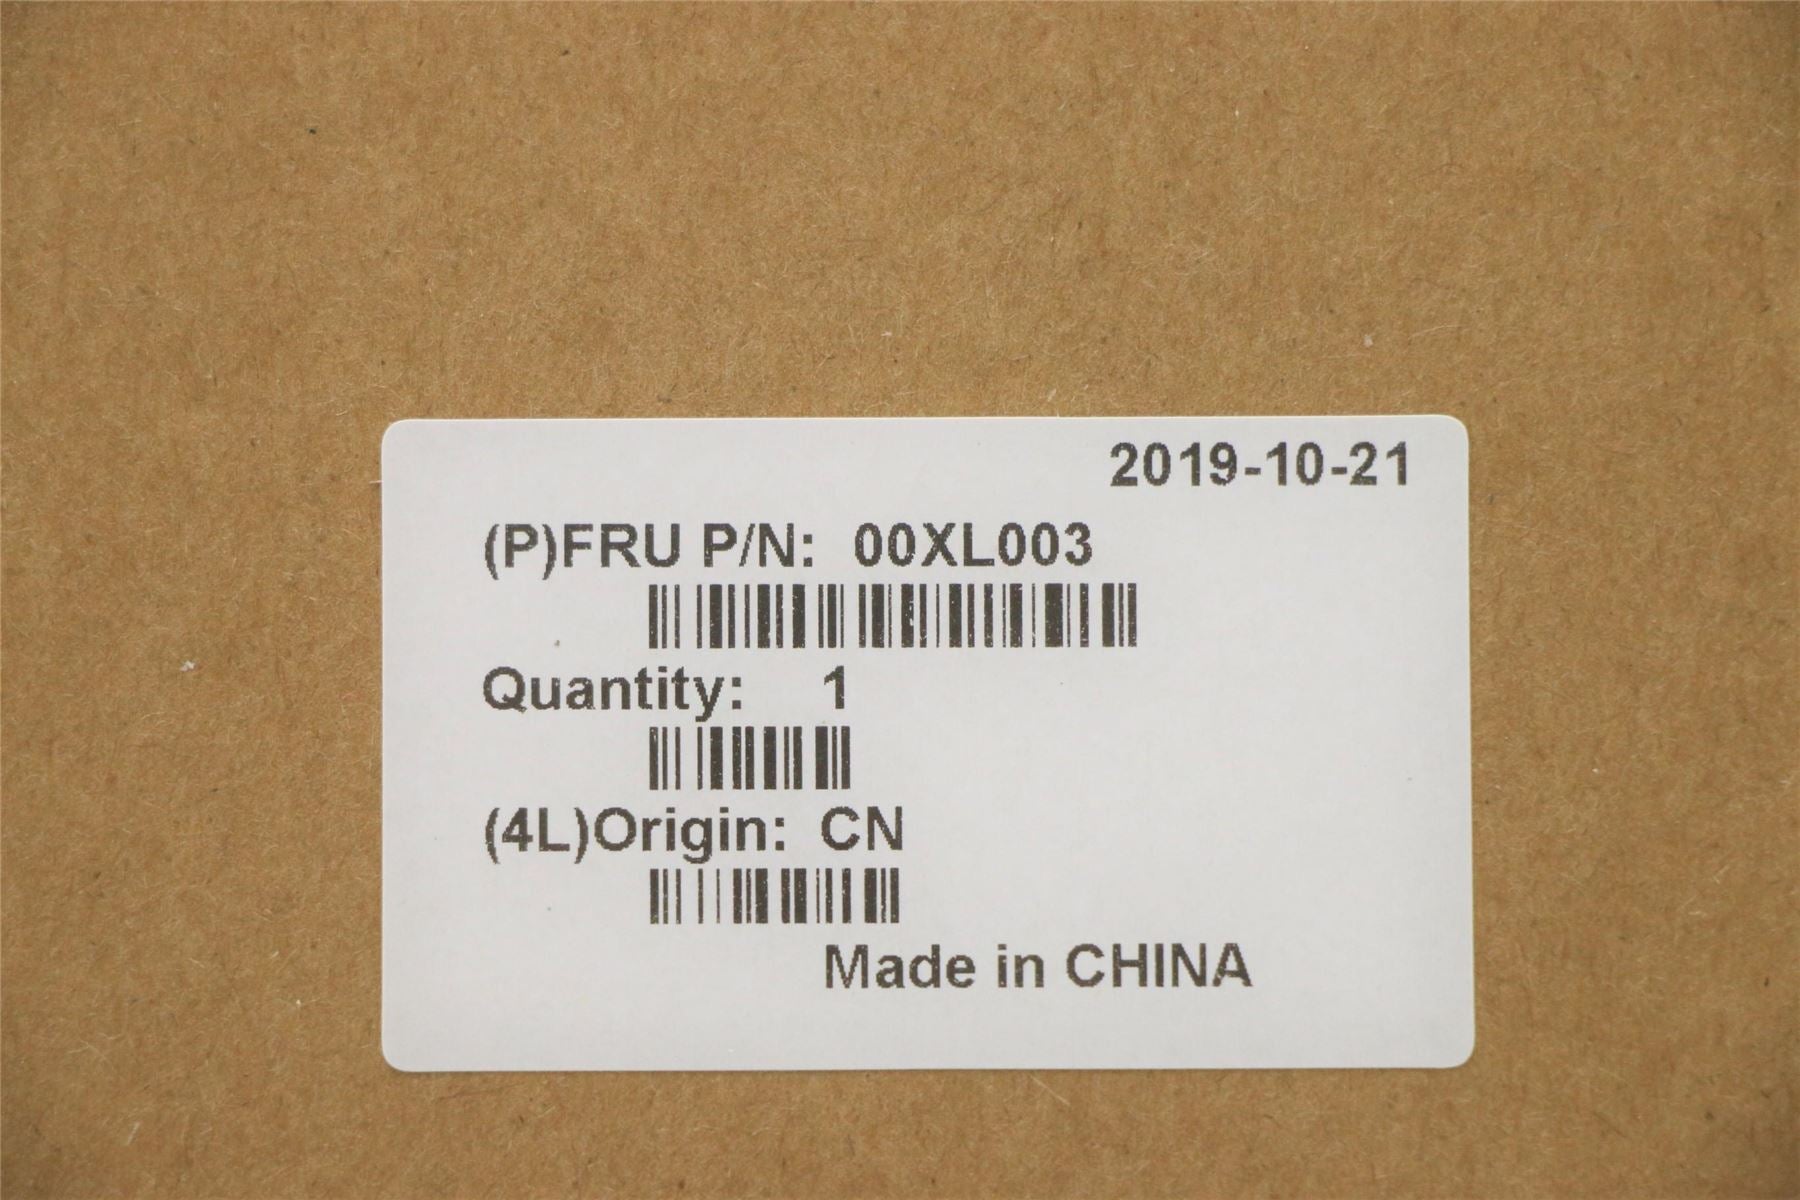 2019-10-21
(P)FRU P/N: 00XL003
Quantity: 1
(4L)Origin: CN
Made in CHINA